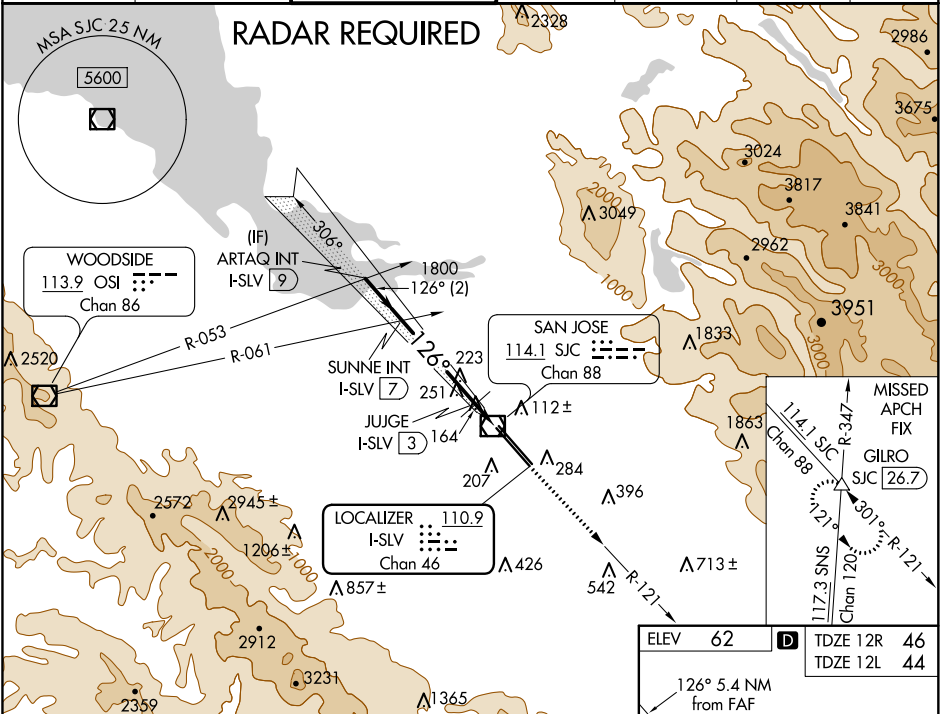 RADAR REQUIRED
MSA SJC 25 NM
5600
2328
2986
3675
3024
3817
3841
2962
3951
3000
3000
2000
3049
1000
1833
306°
(IF)
ARTAQ INT
I-SLV 9
1800
126° (2)
WOODSIDE
113.9 OSI
Chan 86
R-053
R-061
2520
SUNNE INT
I-SLV 7
126°
223
251
JUJGE
I-SLV 3
164
SAN JOSE
114.1 SJC
Chan 88
112 ±
207
284
396
LOCALIZER 110.9
I-SLV
Chan 46
426
542
713 ±
R-121
1863
MISSED
APCH
FIX
114.1 SJC
Chan 88
R-347
GILRO
SJC 26.7
121°
301°
R-121
117.3 SNS
Chan 120
2572
2945 ±
1206 ±
1000
2000
857 ±
2912
3231
2359
1365
ELEV 62
D
TDZE 12R 46
TDZE 12L 44
126° 5.4 NM
from FAF